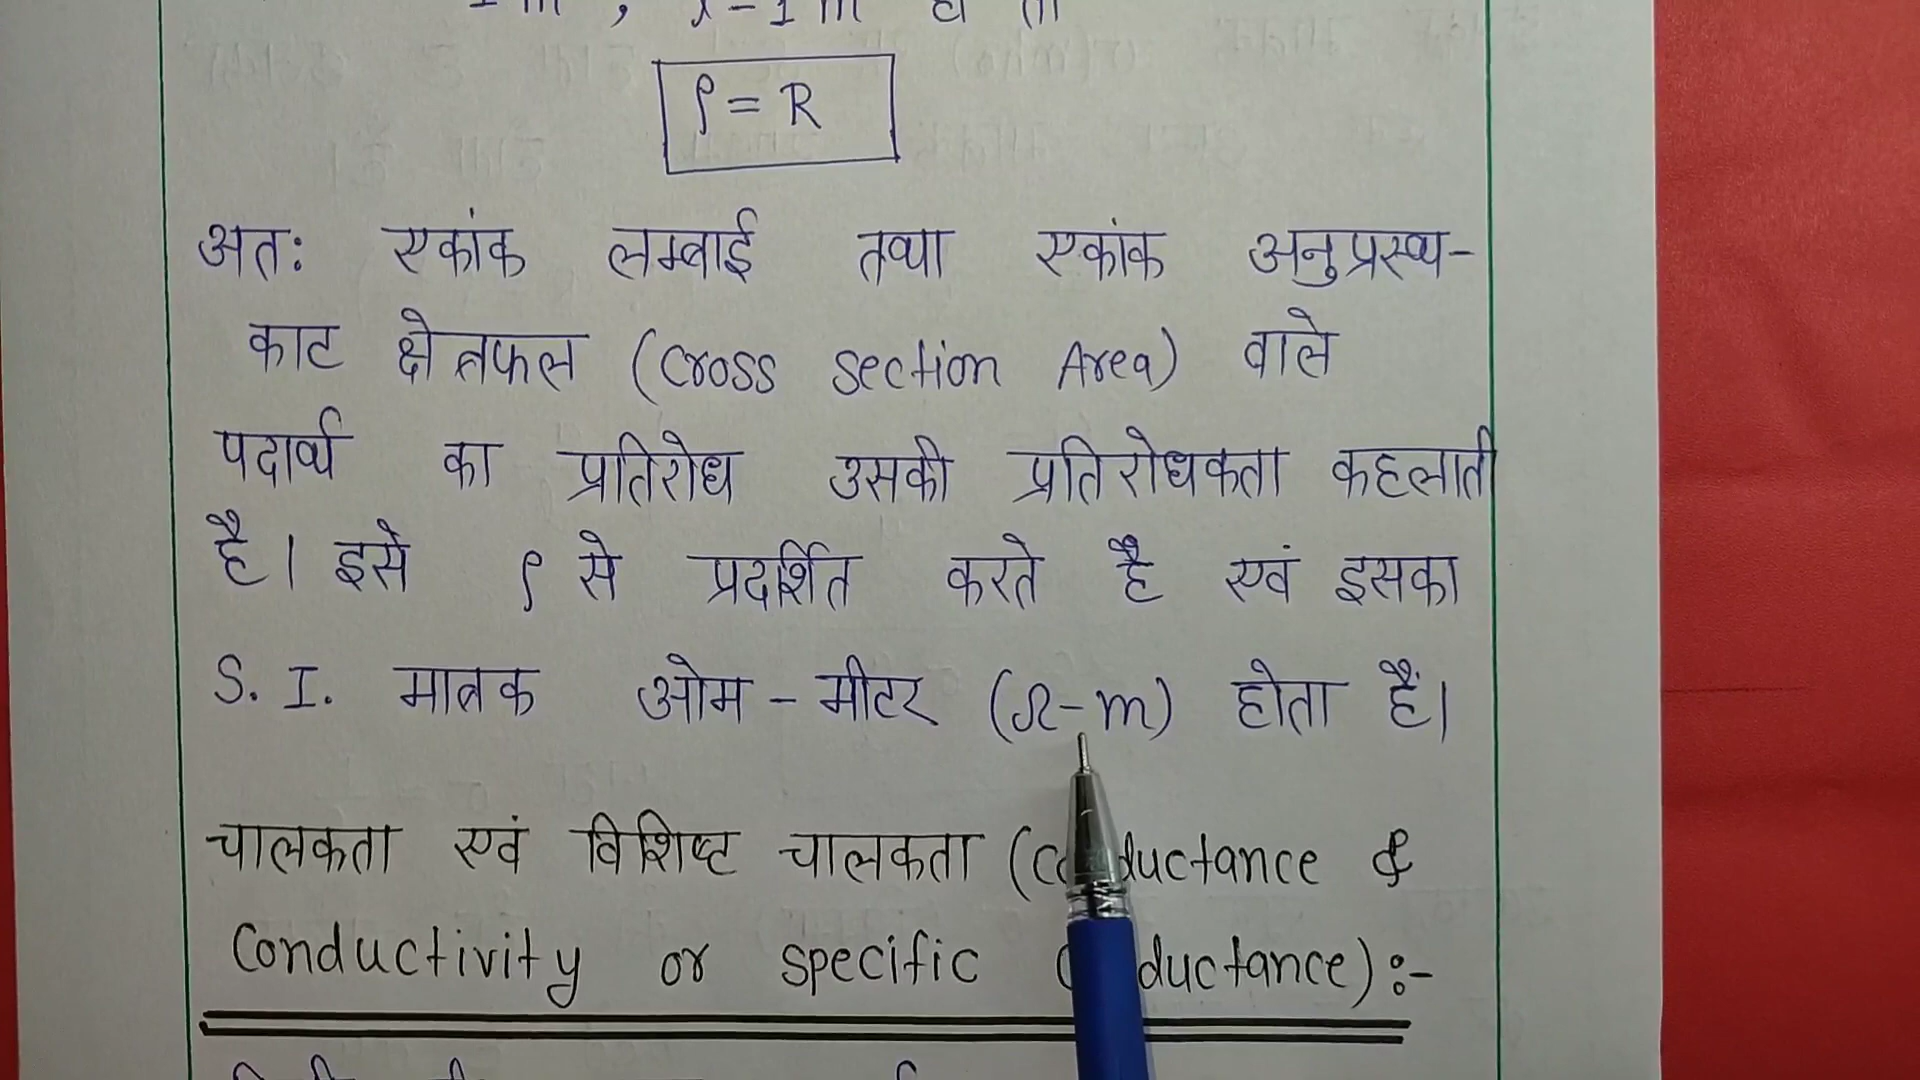 ρ = R
अतः एकांक लम्बाई तथा एकांक अनुप्रस्थ-
काट क्षेत्रफल (Cross Section Area) वाले
पदार्थ का प्रतिरोध उसकी प्रतिरोधकता कहलाती
है। इसे ρ से प्रदर्शित करते है एवं इसका
S. I. मात्रक ओम - मीटर (Ω-m) होता हैं।
चालकता एवं विशिष्ट चालकता (Conductance &
Conductivity or specific Conductance) :-